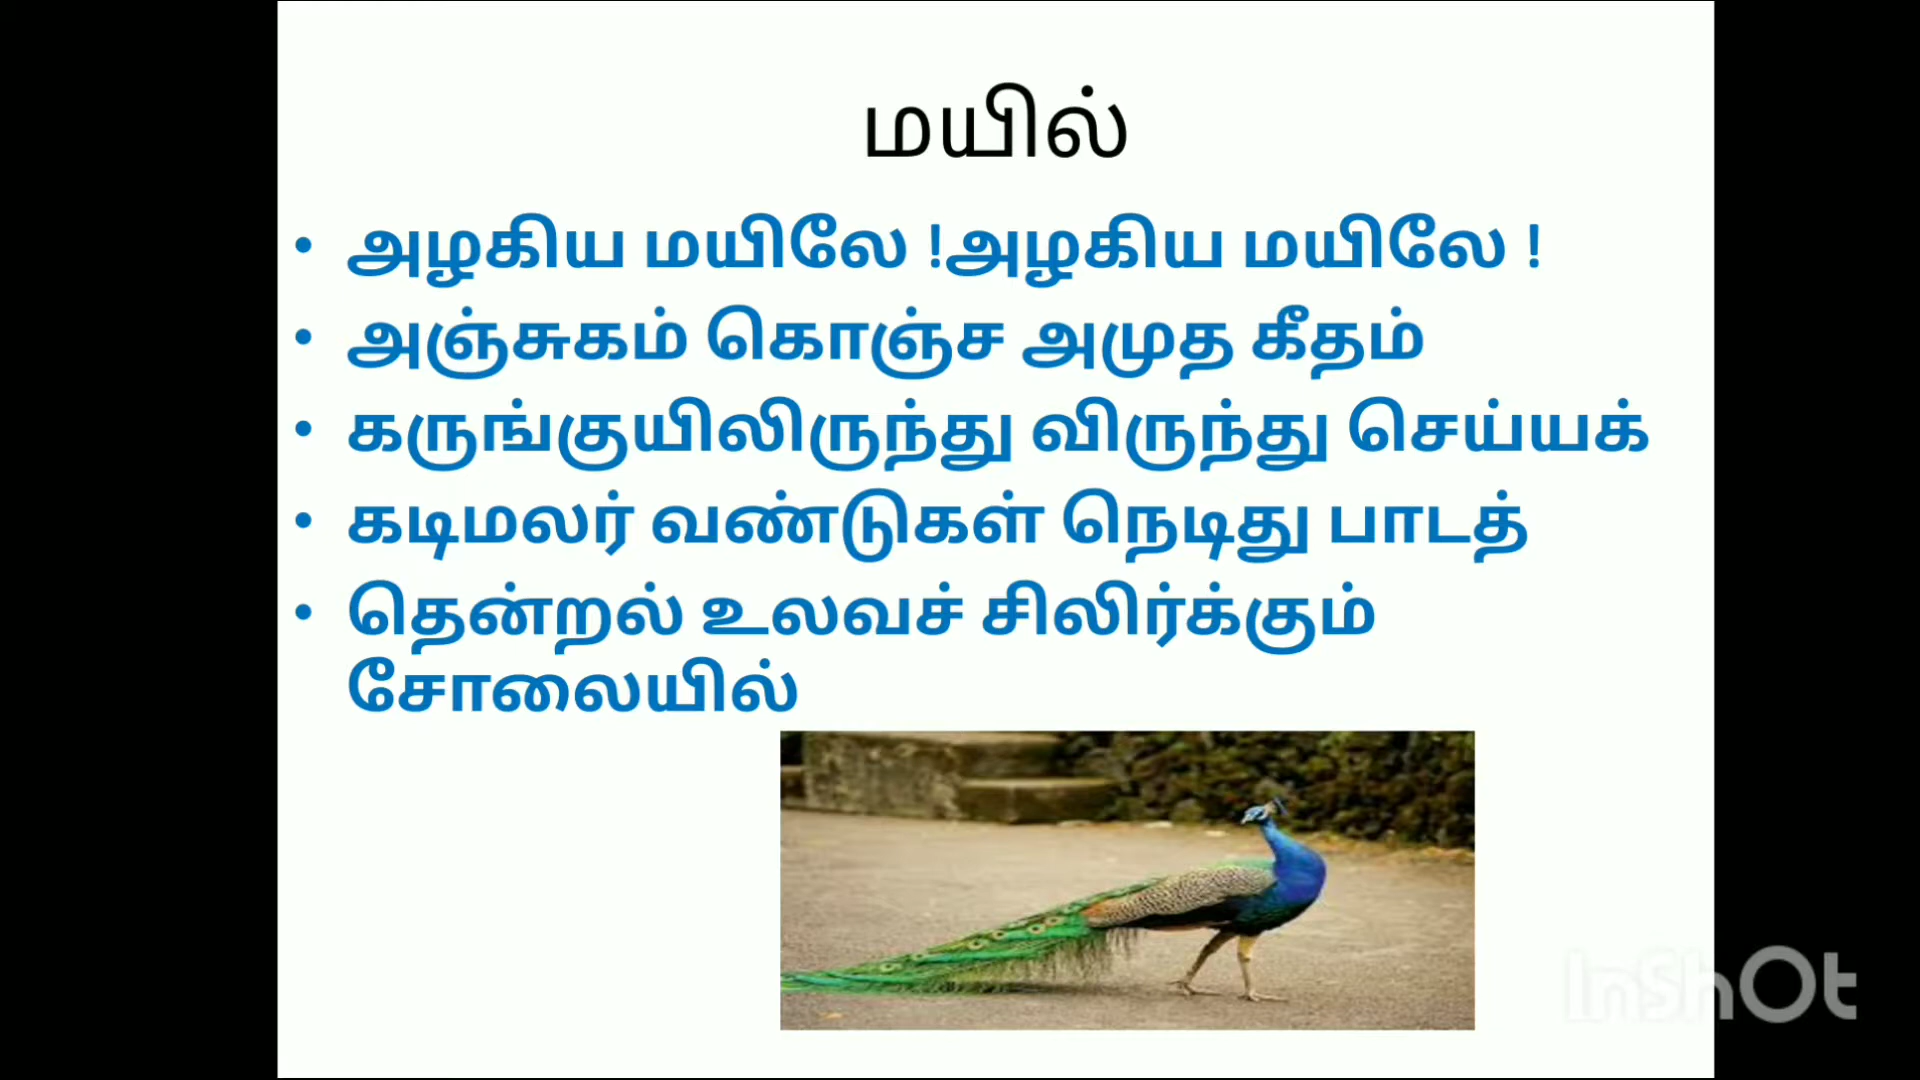 மயில்
• அழகிய மயிலே !அழகிய மயிலே !
• அஞ்சுகம் கொஞ்ச அமுத கீதம்
• கருங்குயிலிருந்து விருந்து செய்யக்
• கடிமலர் வண்டுகள் நெடிது பாடத்
• தென்றல் உலவச் சிலிர்க்கும்
சோலையில்
InShOt